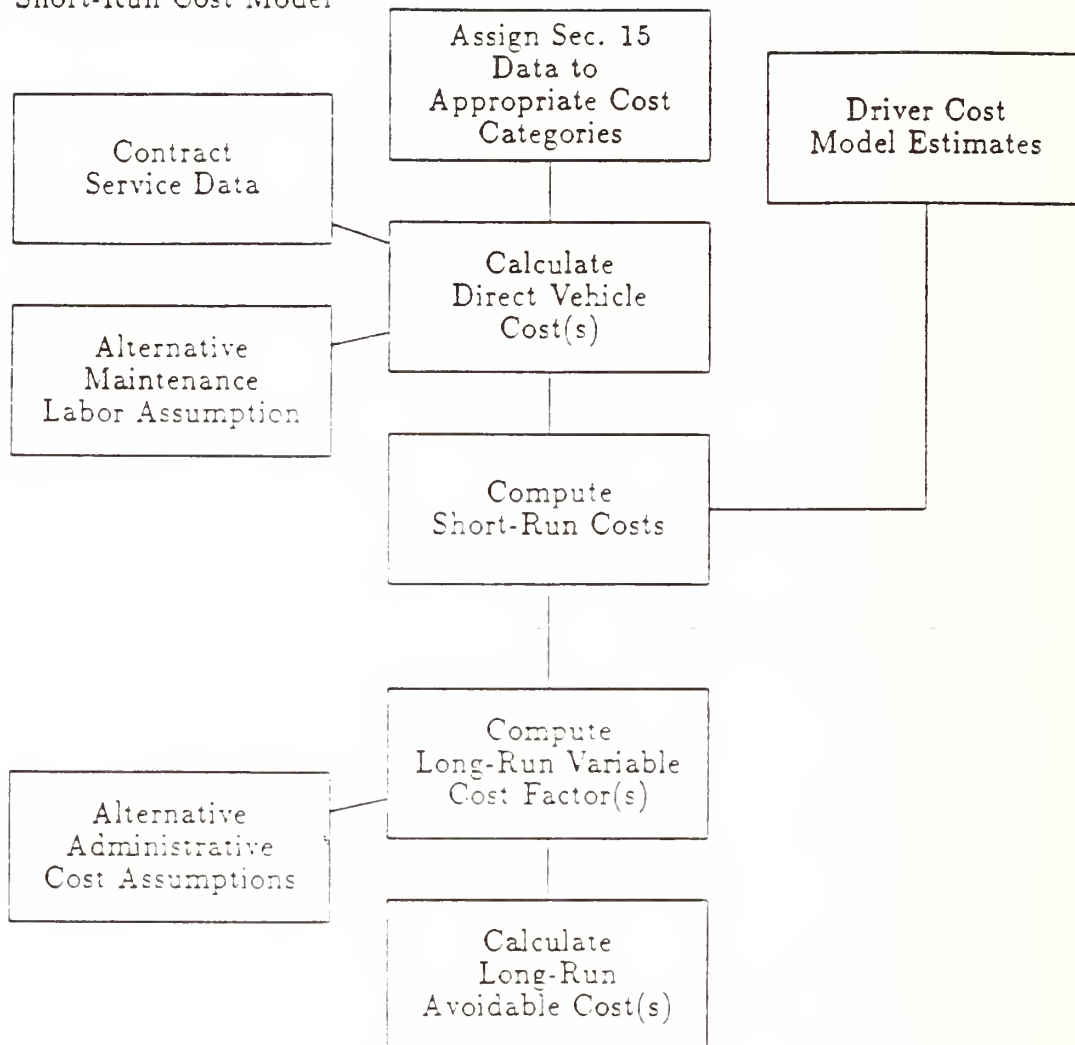 Short-Run Cost Model
Assign Sec. 15
Data to
Appropriate Cost
Categories
Driver Cost
Model Estimates
Contract
Service Data
Calculate
Direct Vehicle
Cost(s)
Alternative
Maintenance
Labor Assumption
Compute
Short-Run Costs
Compute
Long-Run Variable
Cost Factor(s)
Alternative
Administrative
Cost Assumptions
Calculate
Long-Run
Avoidable Cost(s)